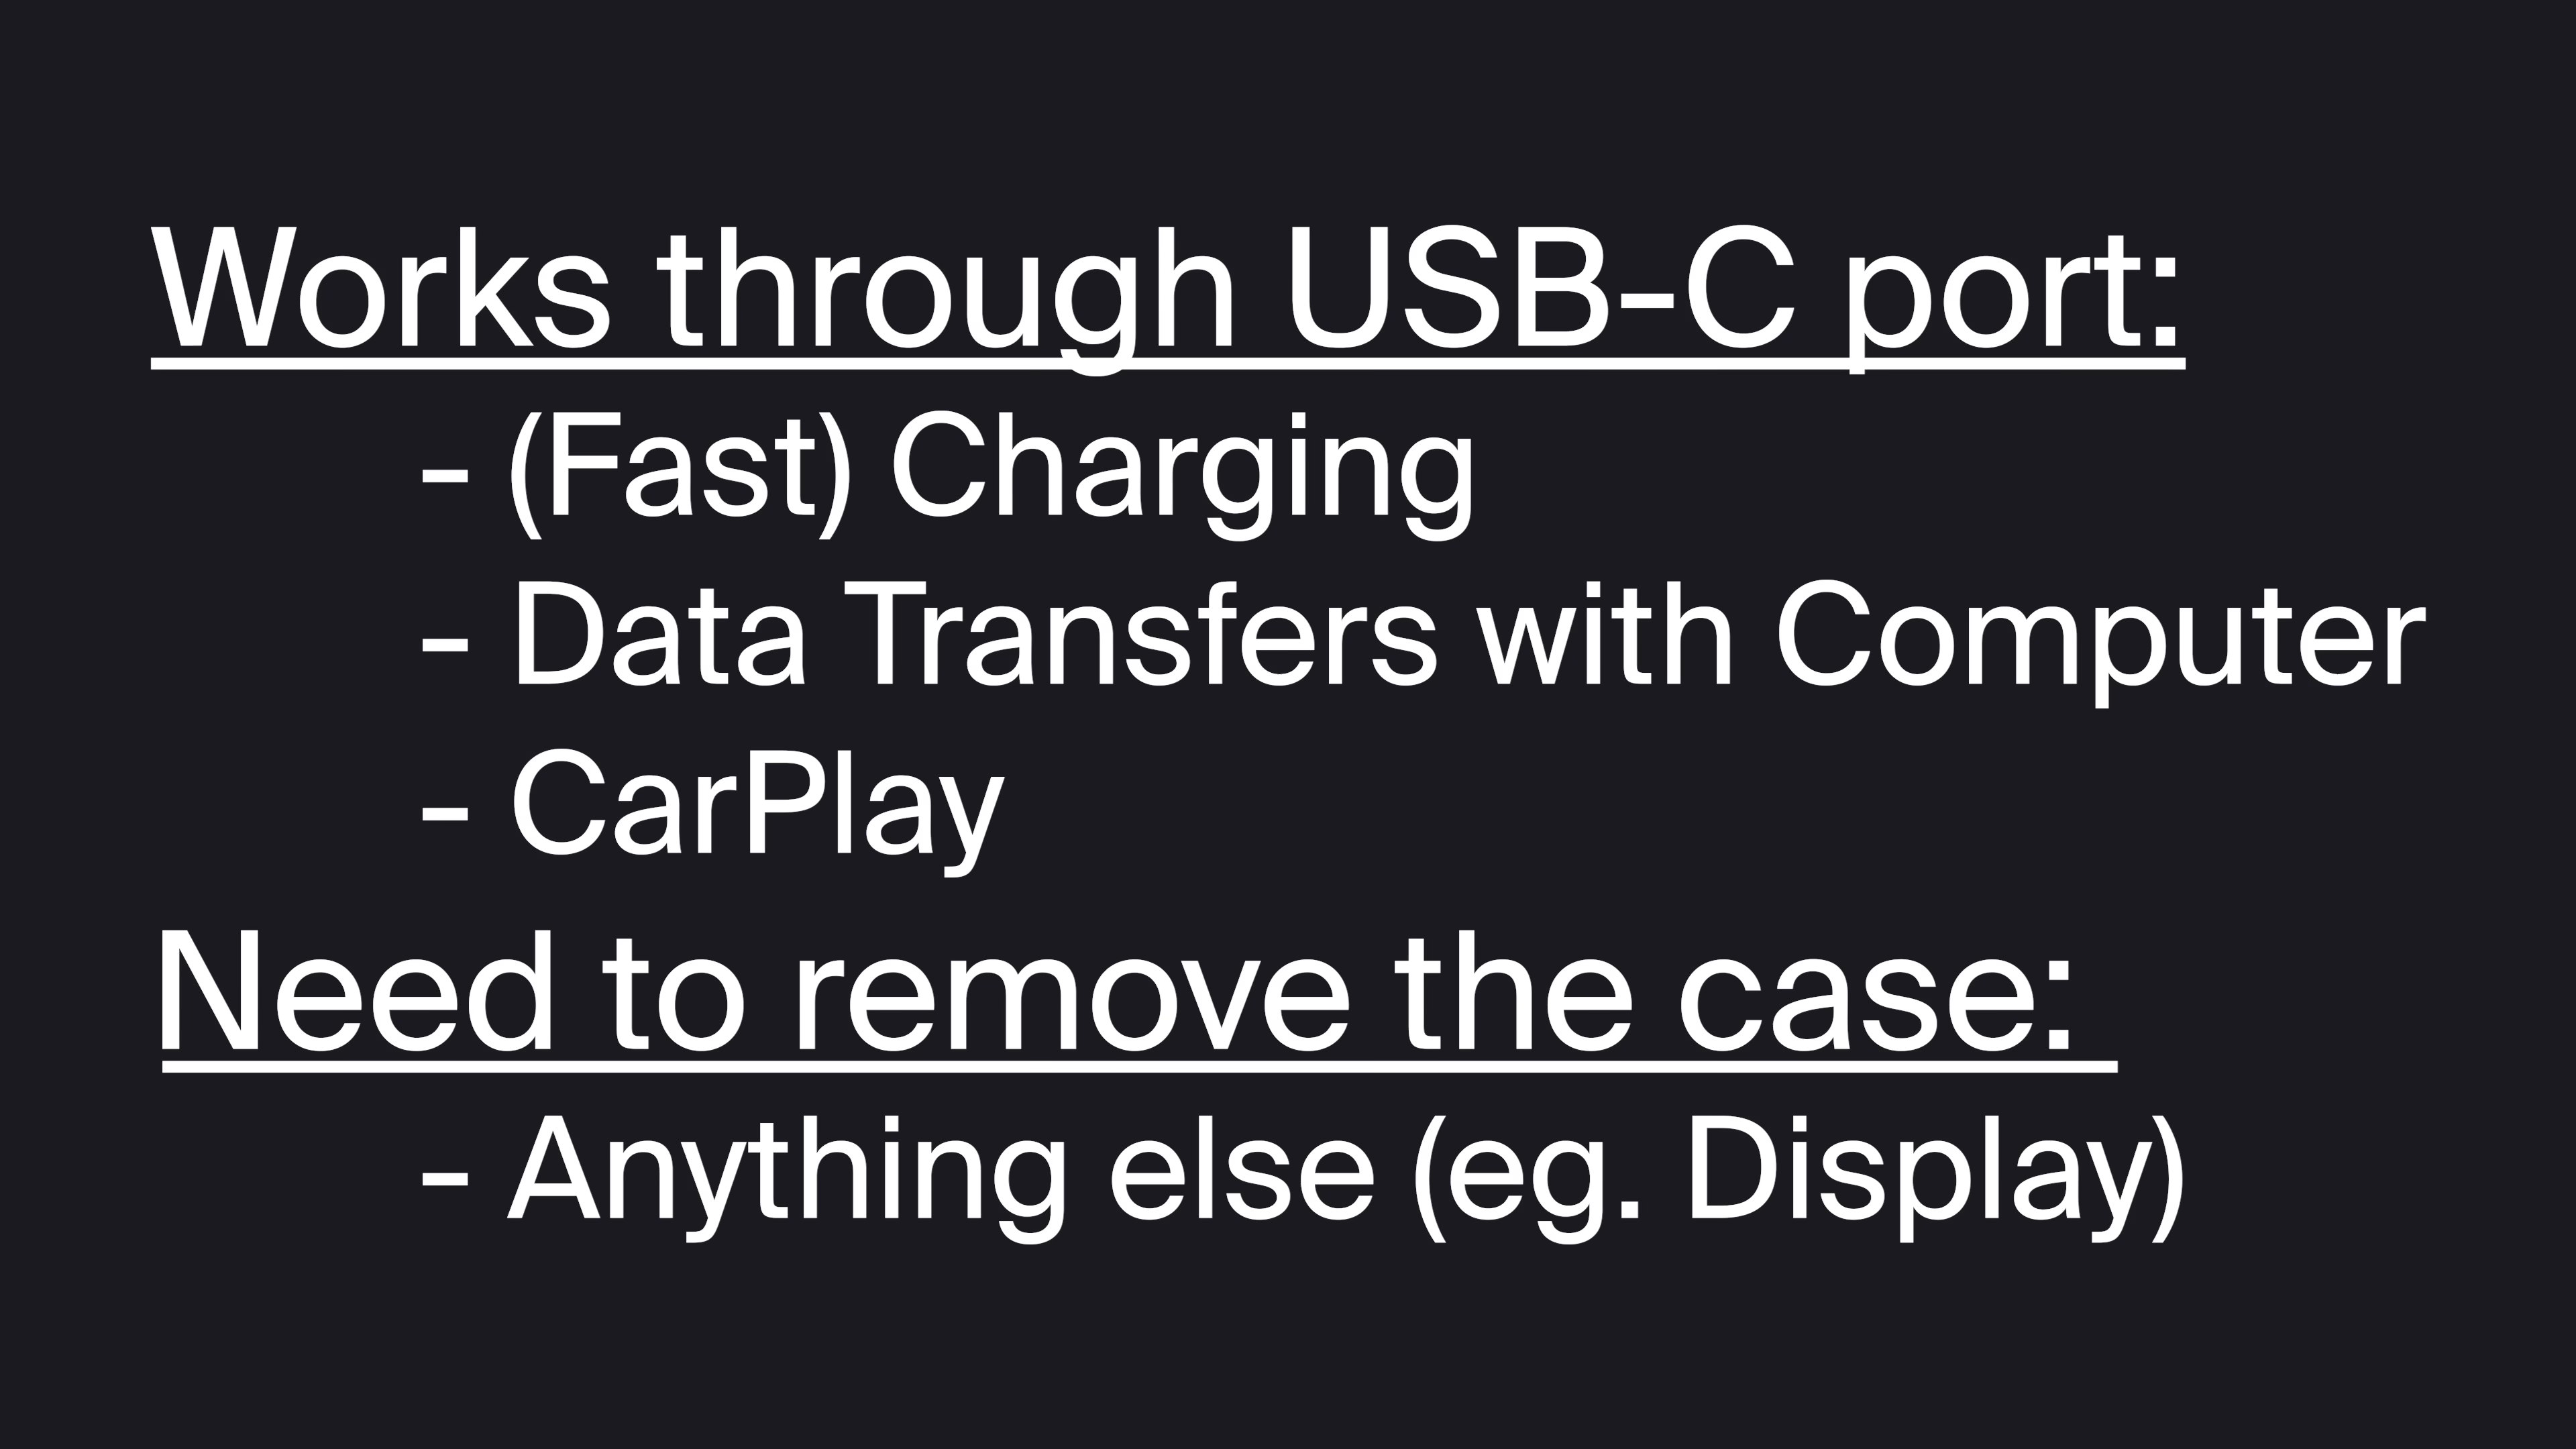 Works through USB-C port:
- (Fast) Charging
- Data Transfers with Computer
- CarPlay
Need to remove the case:
- Anything else (eg. Display)